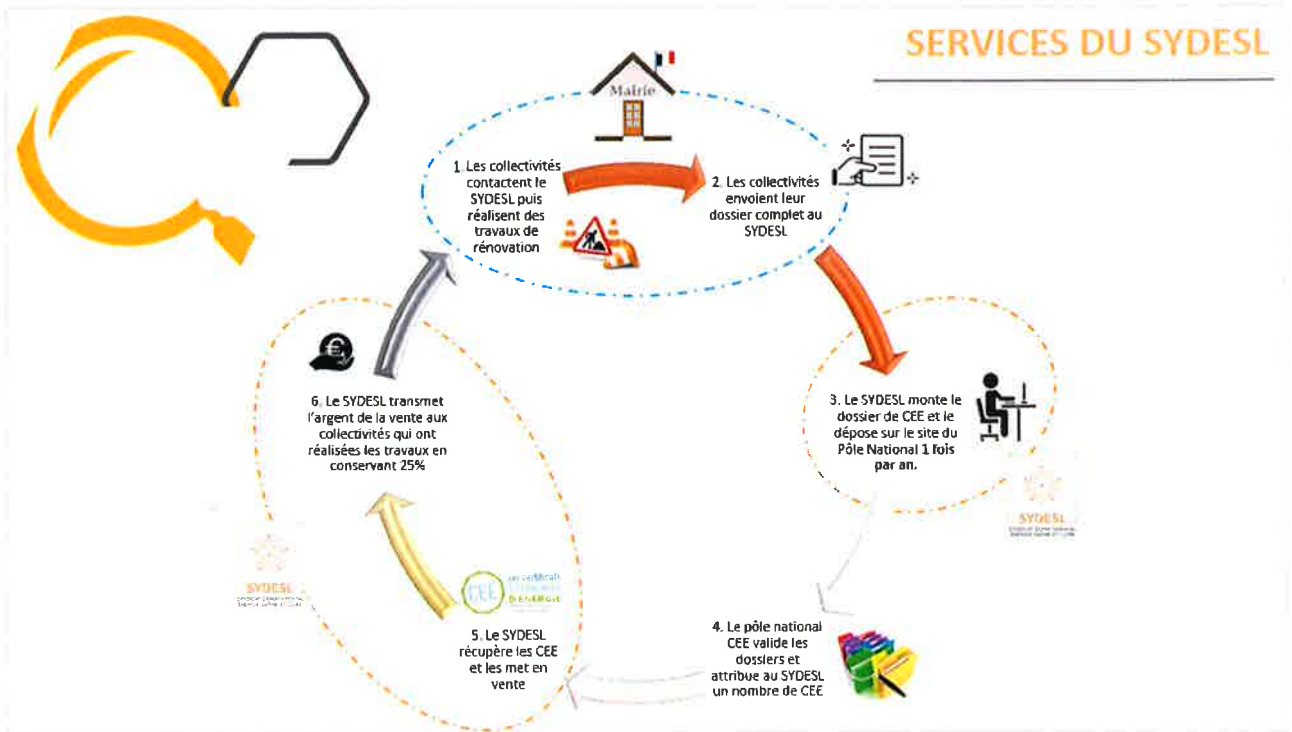 SERVICES DU SYDESL
Mairie
1. Les collectivités
contactent le
SYDESL puis
réalisent des
travaux de
rénovation
2. Les collectivités
envoient leur
dossier complet au
SYDESL
3. Le SYDESL monte le
dossier de CEE et le
dépose sur le site du
Pôle National 1 fois
par an.
SYDESL
4. Le pôle national
CEE valide les
dossiers et
attribue au SYDESL
un nombre de CEE
CEE
D'ÉNERGIE
5. Le SYDESL
récupère les CEE
et les met en
vente
6. Le SYDESL transmet
l'argent de la vente aux
collectivités qui ont
réalisées les travaux en
conservant 25%
SYDESL